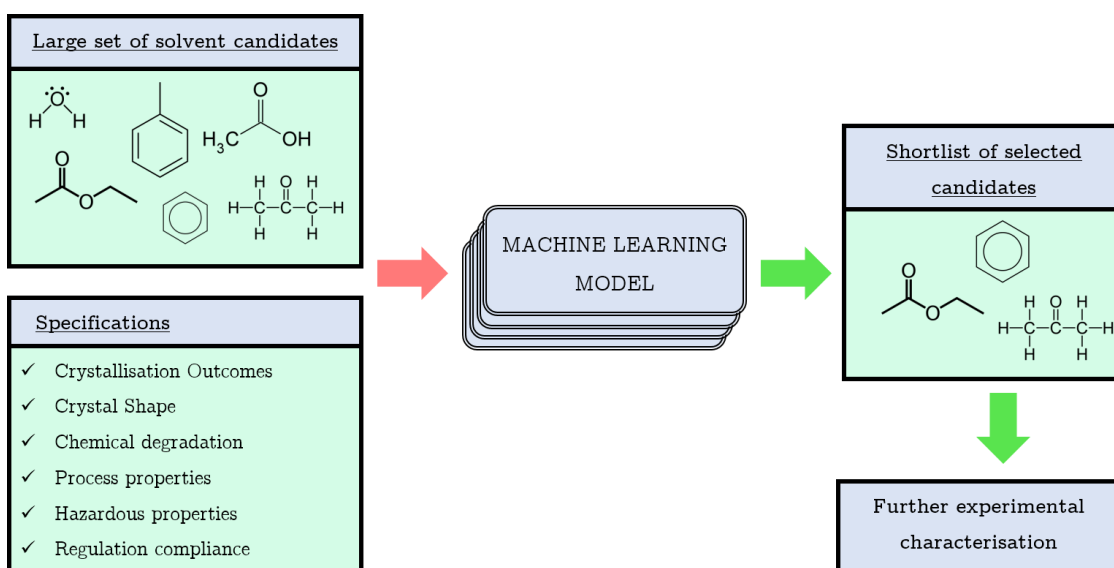 Large set of solvent candidates
O
H H
O
H3C OH
O
O
H O H
H-C-C-C-H
H H
Specifications
✓ Crystallisation Outcomes
✓ Crystal Shape
✓ Chemical degradation
✓ Process properties
✓ Hazardous properties
✓ Regulation compliance
MACHINE LEARNING
MODEL
Shortlist of selected
candidates
O
O
H O H
H-C-C-C-H
H H
Further experimental
characterisation